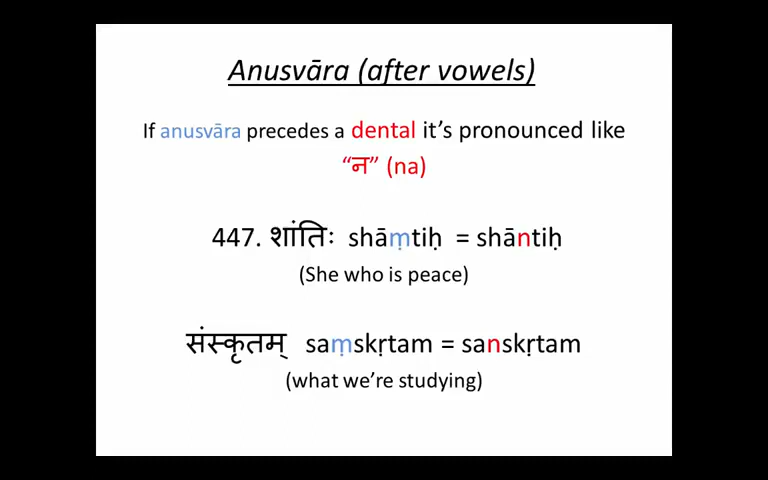 Anusvāra (after vowels)
If anusvāra precedes a dental it’s pronounced like
“न” (na)
447. शांतिः shāṃtiḥ = shāntiḥ
(She who is peace)
संस्कृतम् saṃskṛtam = sanskṛtam
(what we’re studying)